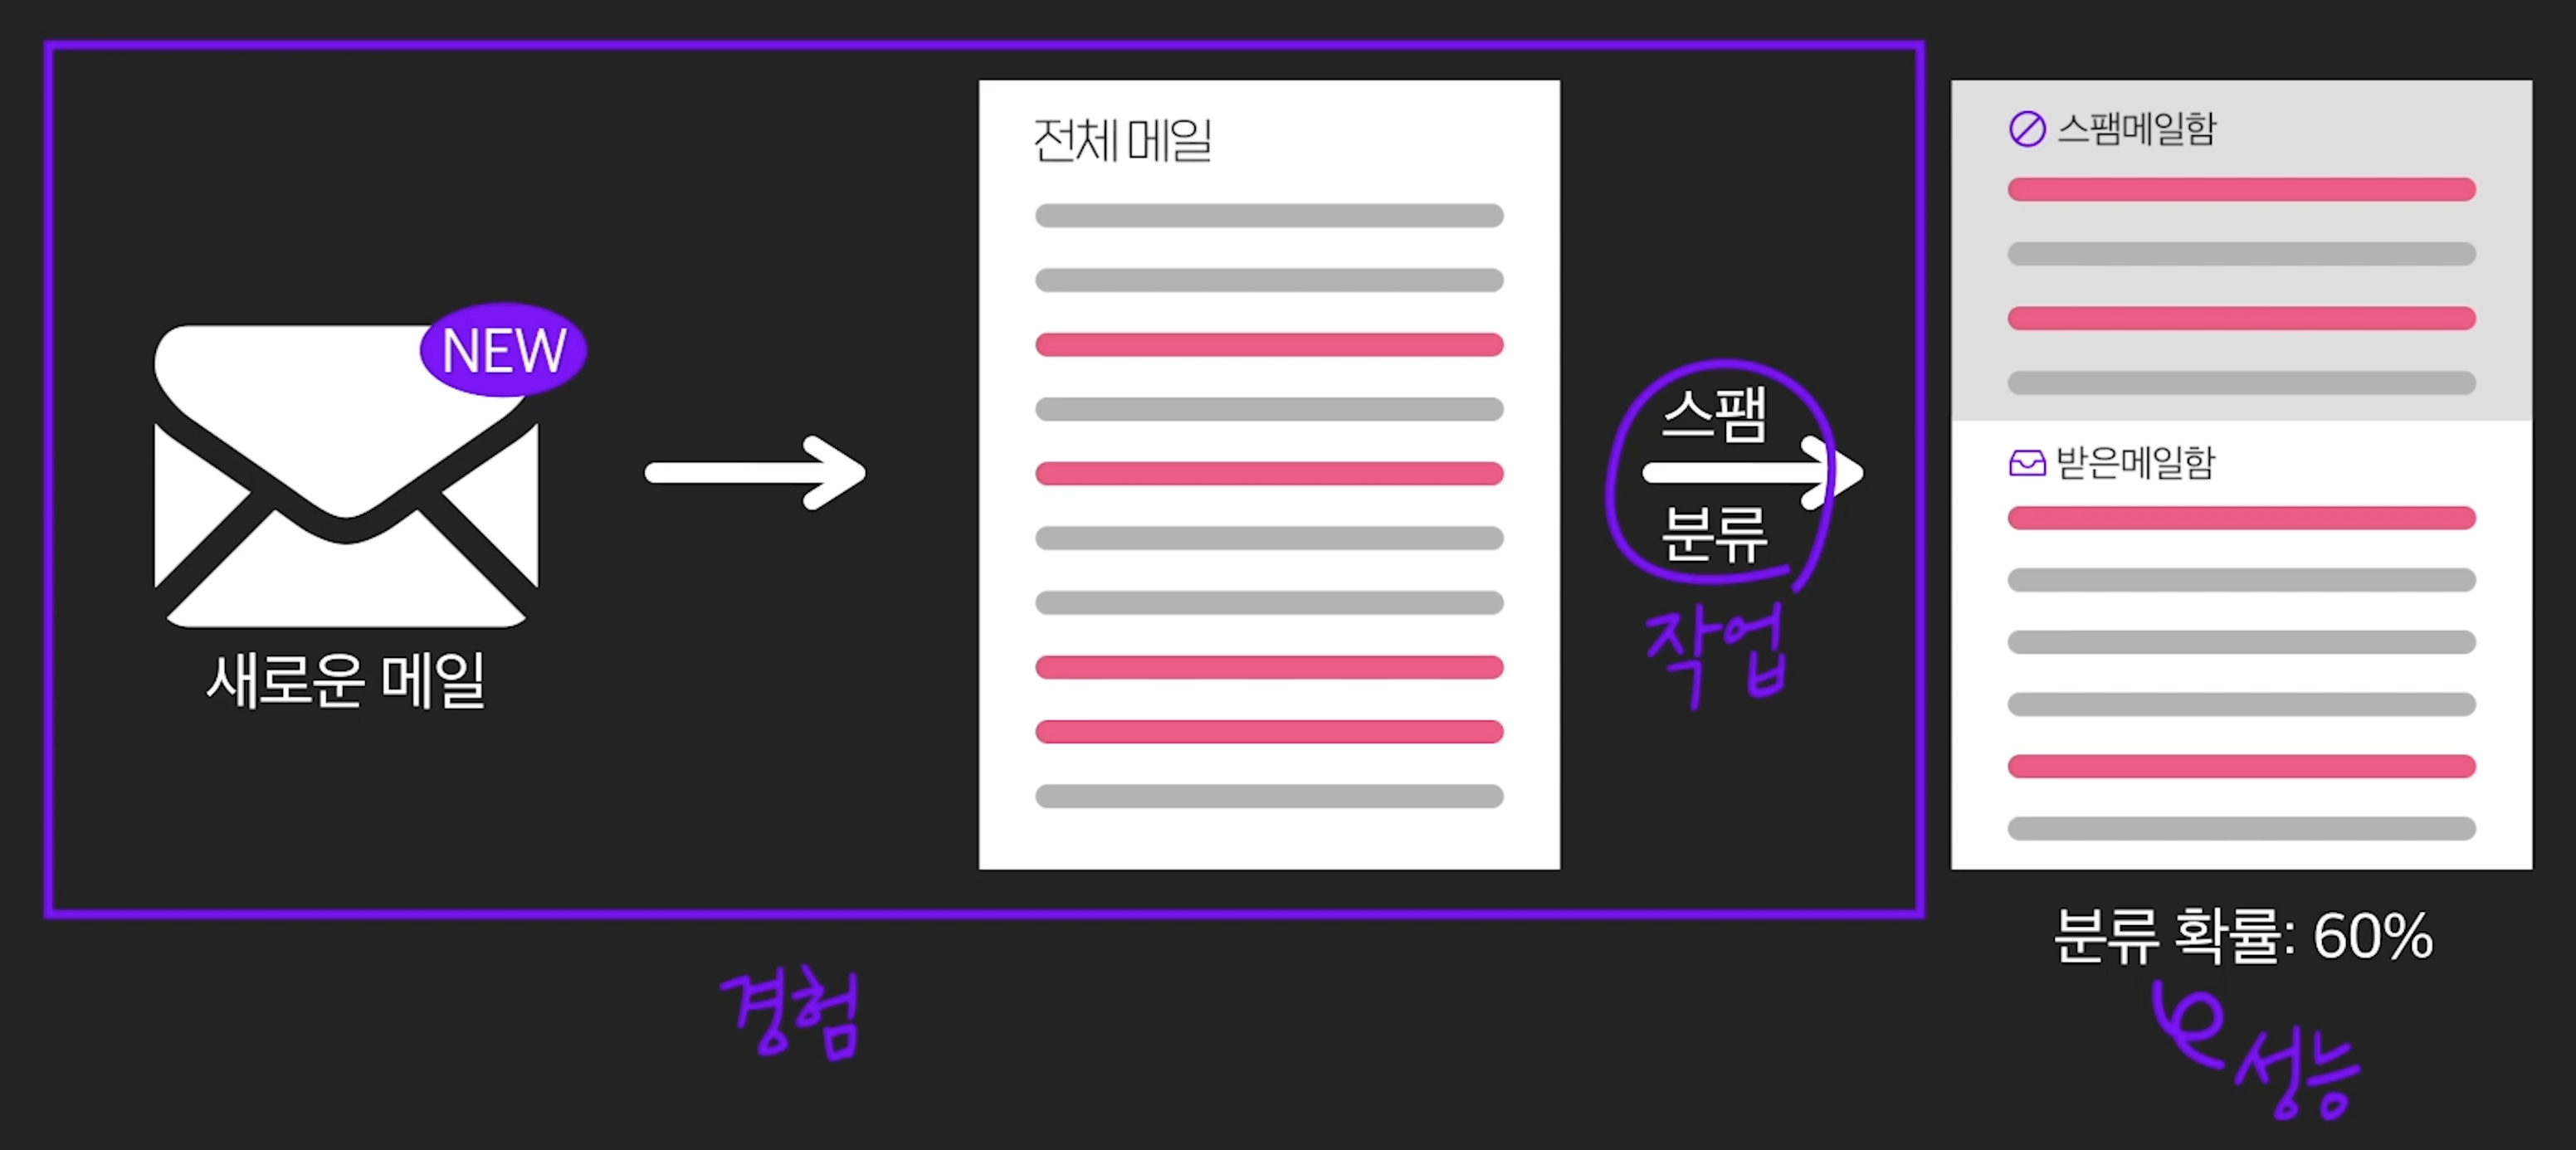 NEW
새로운 메일
전체 메일
스팸
분류
작업
스팸메일함
받은메일함
분류 확률: 60%
경험
성능